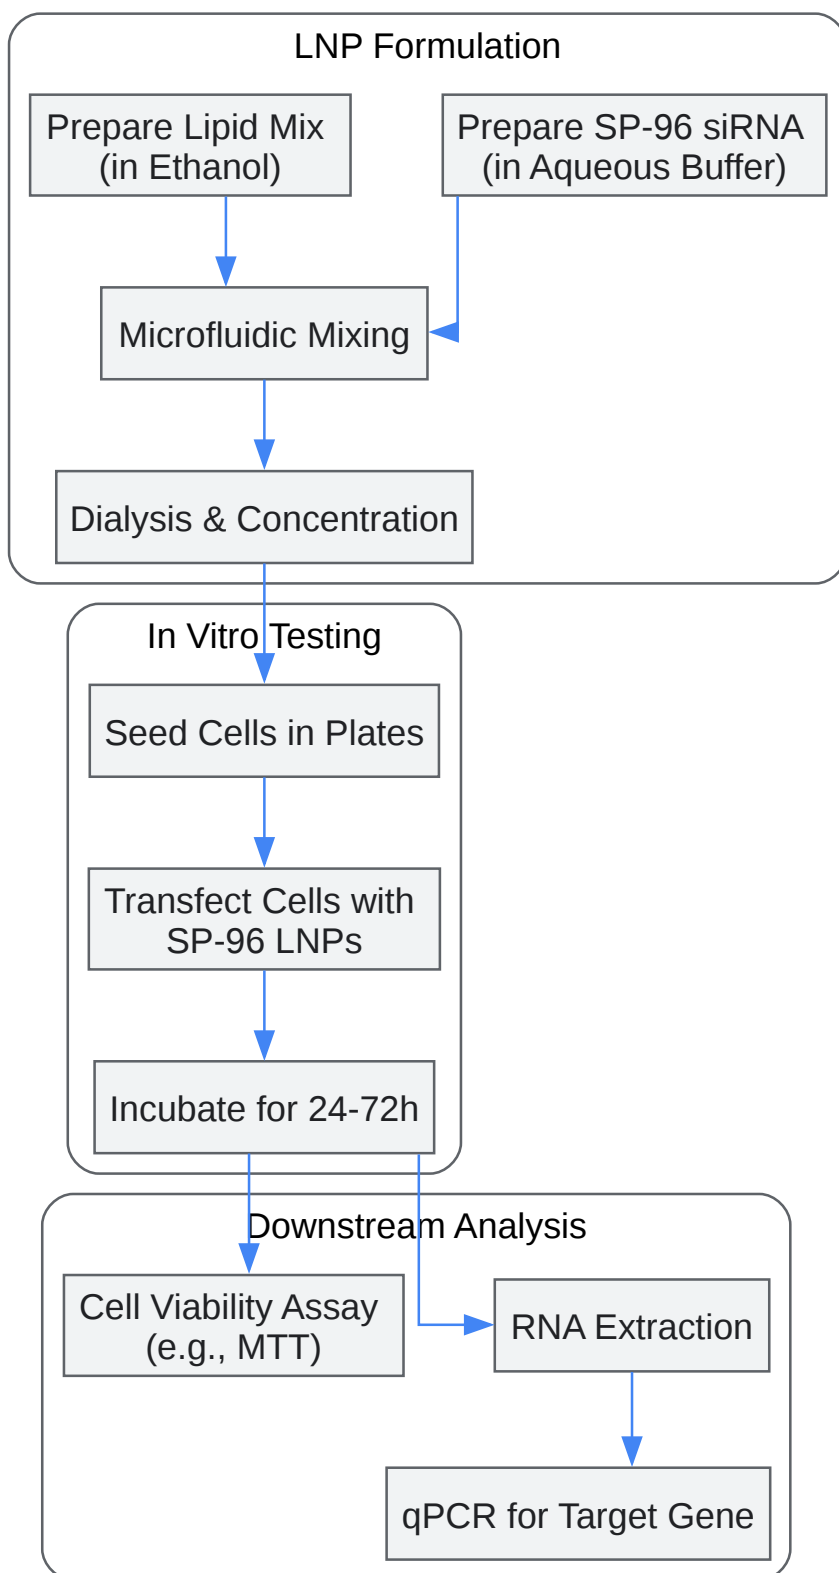 LNP Formulation
Prepare Lipid Mix
(in Ethanol)
Prepare SP-96 siRNA
(in Aqueous Buffer)
Microfluidic Mixing
Dialysis & Concentration
In Vitro Testing
Seed Cells in Plates
Transfect Cells with
SP-96 LNPs
Incubate for 24-72h
Downstream Analysis
Cell Viability Assay
(e.g., MTT)
RNA Extraction
qPCR for Target Gene